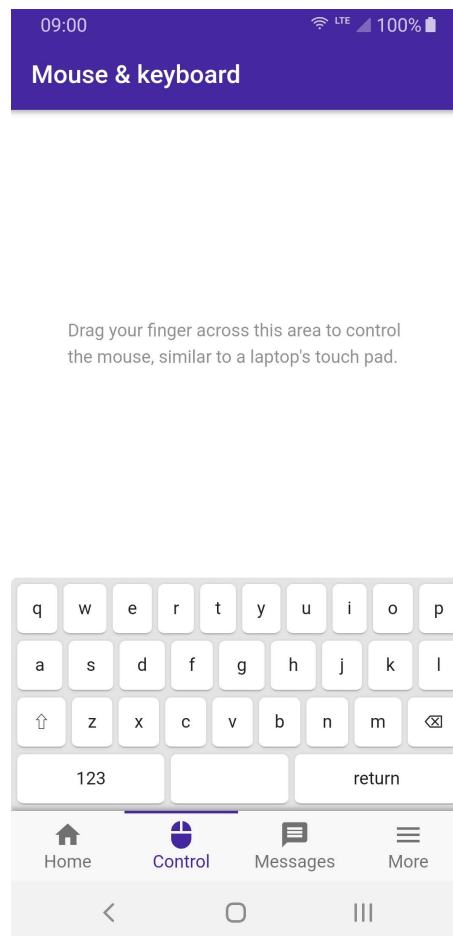 09:00 LTE 100%
Mouse & keyboard
Drag your finger across this area to control
the mouse, similar to a laptop's touch pad.
q w e r t y u i o p
a s d f g h j k l
z x c v b n m
123 return
Home Control Messages More